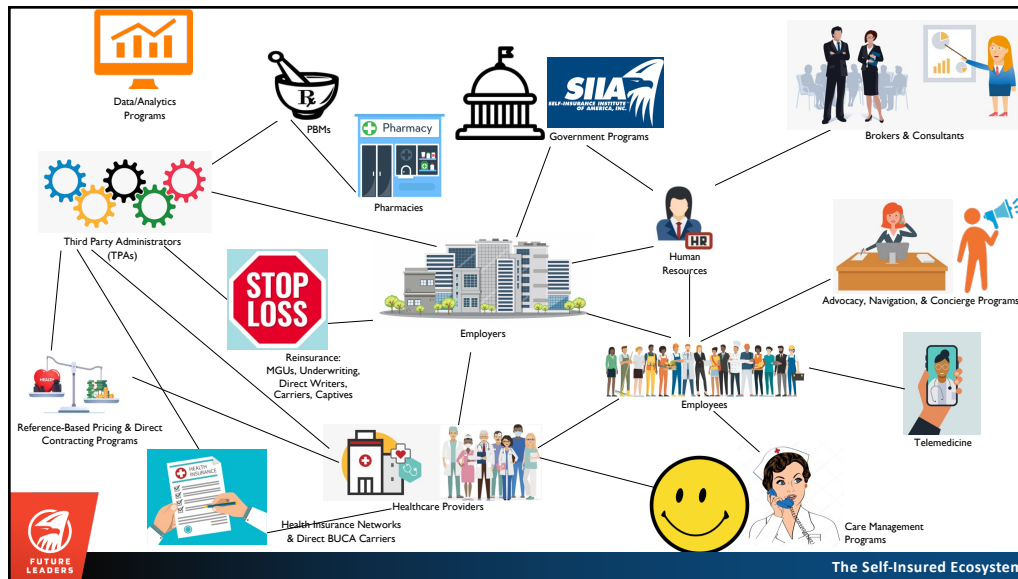 Data/Analytics
Programs
Rx
PBMs
Pharmacy
Pharmacies
SIIA
SELF-INSURANCE INSTITUTE
OF AMERICA, INC.
Government Programs
Brokers & Consultants
Third Party Administrators
(TPAs)
HR
Human
Resources
Advocacy, Navigation, & Concierge Programs
STOP
LOSS
Employers
Reinsurance:
MGUs, Underwriting,
Direct Writers,
Carriers, Captives
Employees
Telemedicine
HEALTH
Reference-Based Pricing & Direct
Contracting Programs
HEALTH
INSURANCE
Healthcare Providers
Health Insurance Networks
& Direct BUCA Carriers
Care Management
Programs
FUTURE
LEADERS
The Self-Insured Ecosystem